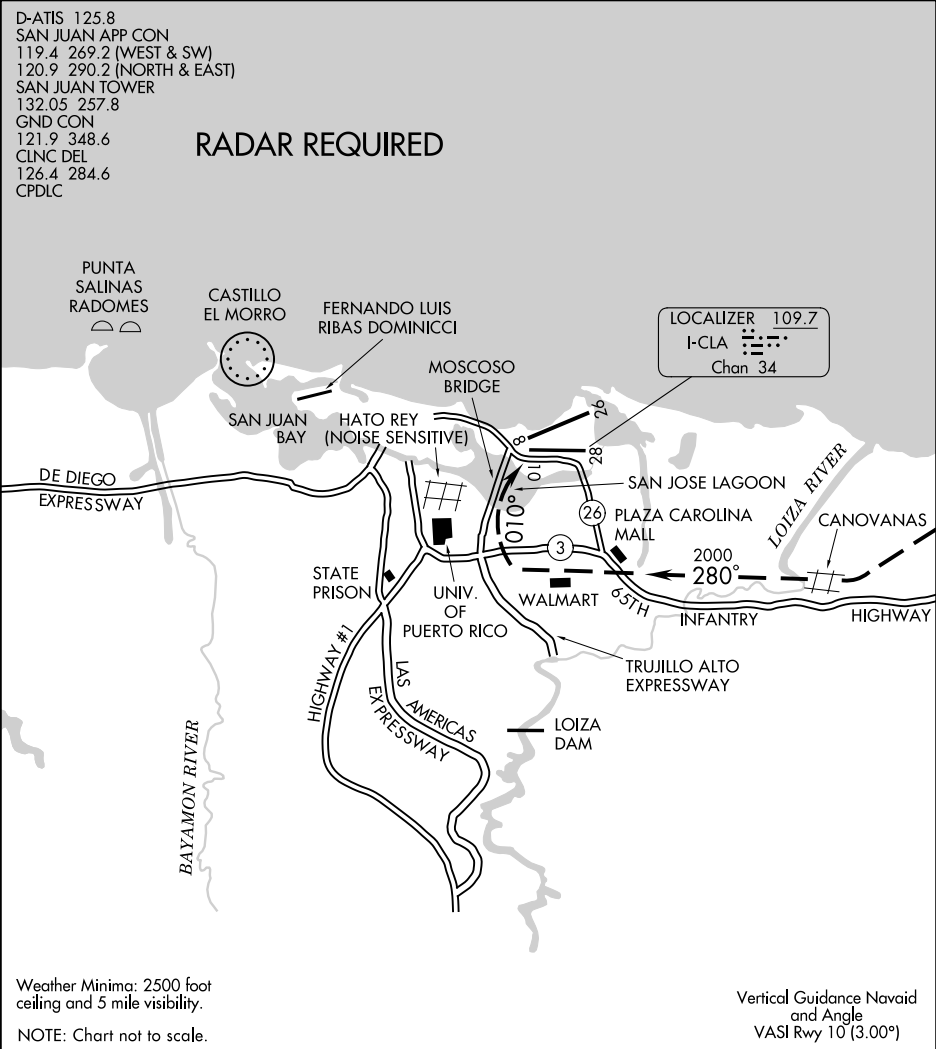 D-ATIS 125.8
SAN JUAN APP CON
119.4 269.2 (WEST & SW)
120.9 290.2 (NORTH & EAST)
SAN JUAN TOWER
132.05 257.8
GND CON
121.9 348.6
CLNC DEL
126.4 284.6
CPDLC
RADAR REQUIRED
PUNTA
SALINAS
RADOMES
CASTILLO
EL MORRO
FERNANDO LUIS
RIBAS DOMINICCI
LOCALIZER 109.7
I-CLA
Chan 34
MOSCOSO
BRIDGE
SAN JUAN
BAY
HATO REY
(NOISE SENSITIVE)
8
26
10
28
DE DIEGO
EXPRESSWAY
SAN JOSE LAGOON
LOIZA RIVER
010°
26
PLAZA CAROLINA
MALL
CANOVANAS
3
2000
280°
STATE
PRISON
UNIV.
OF
PUERTO RICO
WALMART
65TH
INFANTRY
HIGHWAY
HIGHWAY #1
LAS AMERICAS
EXPRESSWAY
TRUJILLO ALTO
EXPRESSWAY
LOIZA
DAM
BAYAMON RIVER
Weather Minima: 2500 foot
ceiling and 5 mile visibility.
NOTE: Chart not to scale.
Vertical Guidance Navaid
and Angle
VASI Rwy 10 (3.00°)